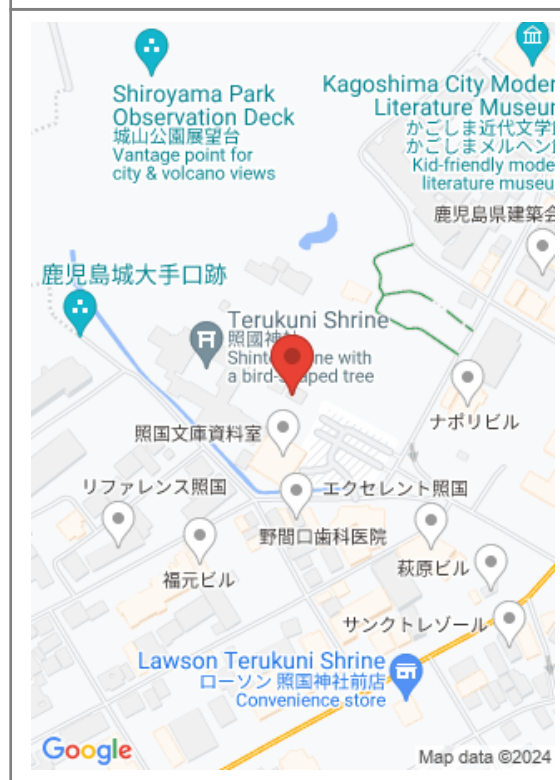 Shiroyama Park
Observation Deck
城山公園展望台
Vantage point for
city & volcano views
Kagoshima City Moder
Literature Museum
かごしま近代文学
かごしまメルヘン
Kid-friendly mode
literature museu
鹿児島県建築会
鹿児島城大手口跡
Terukuni Shrine
照國神社
Shinto
ne with
a bird-
aped tree
ナポリビル
照国文庫資料室
リファレンス照国
エクセレント照国
野間口歯科医院
福元ビル
萩原ビル
サンクトレゾール
Lawson Terukuni Shrine
ローソン 照国神社前店
Convenience store
Google
Map data ©2024